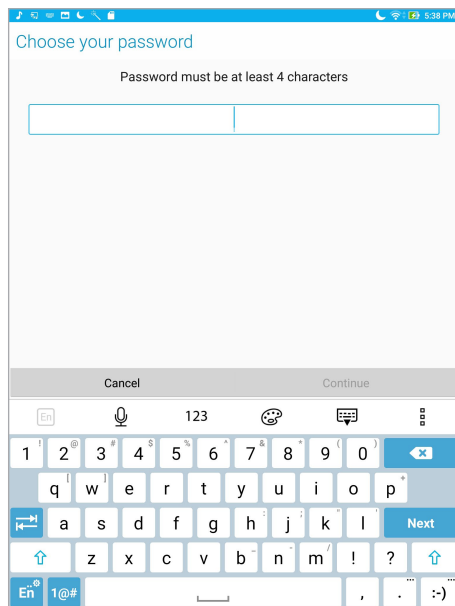 5:38 PM
Choose your password
Password must be at least 4 characters
Cancel Continue
En 123
1 ! 2 @ 3 # 4 $ 5 % 6 ^ 7 & 8 * 9 ( 0 )
q [ w ] e r t y u i o p +
a s d f g h : j ; k " l ' Next
z x c v b _ n - m / ! ?
En 1@# , . ... :-) ...